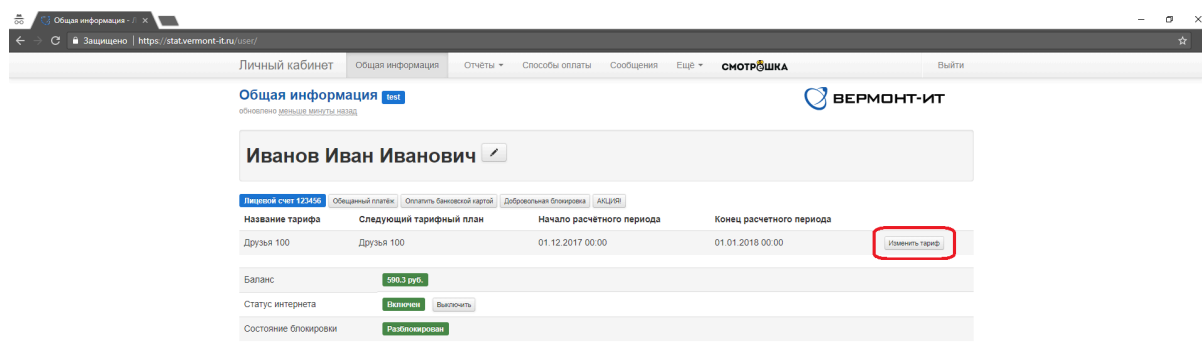 Общая информация - Л
Защищено | https://stat.vermont-it.ru/user/
Личный кабинет Общая информация Отчёты Способы оплаты Сообщения Ещё СМОТРЁШКА Выйти
Общая информация test
обновлено меньше минуты назад
ВЕРМОНТ-ИТ
Иванов Иван Иванович
Лицевой счет 123456 Обещанный платёж Оплатить банковской картой Добровольная блокировка АКЦИЯ!
Название тарифа Следующий тарифный план Начало расчётного периода Конец расчетного периода
Друзья 100 Друзья 100 01.12.2017 00:00 01.01.2018 00:00 Изменить тариф
Баланс 590.3 руб.
Статус интернета Включен Выключить
Состояние блокировки Разблокирован